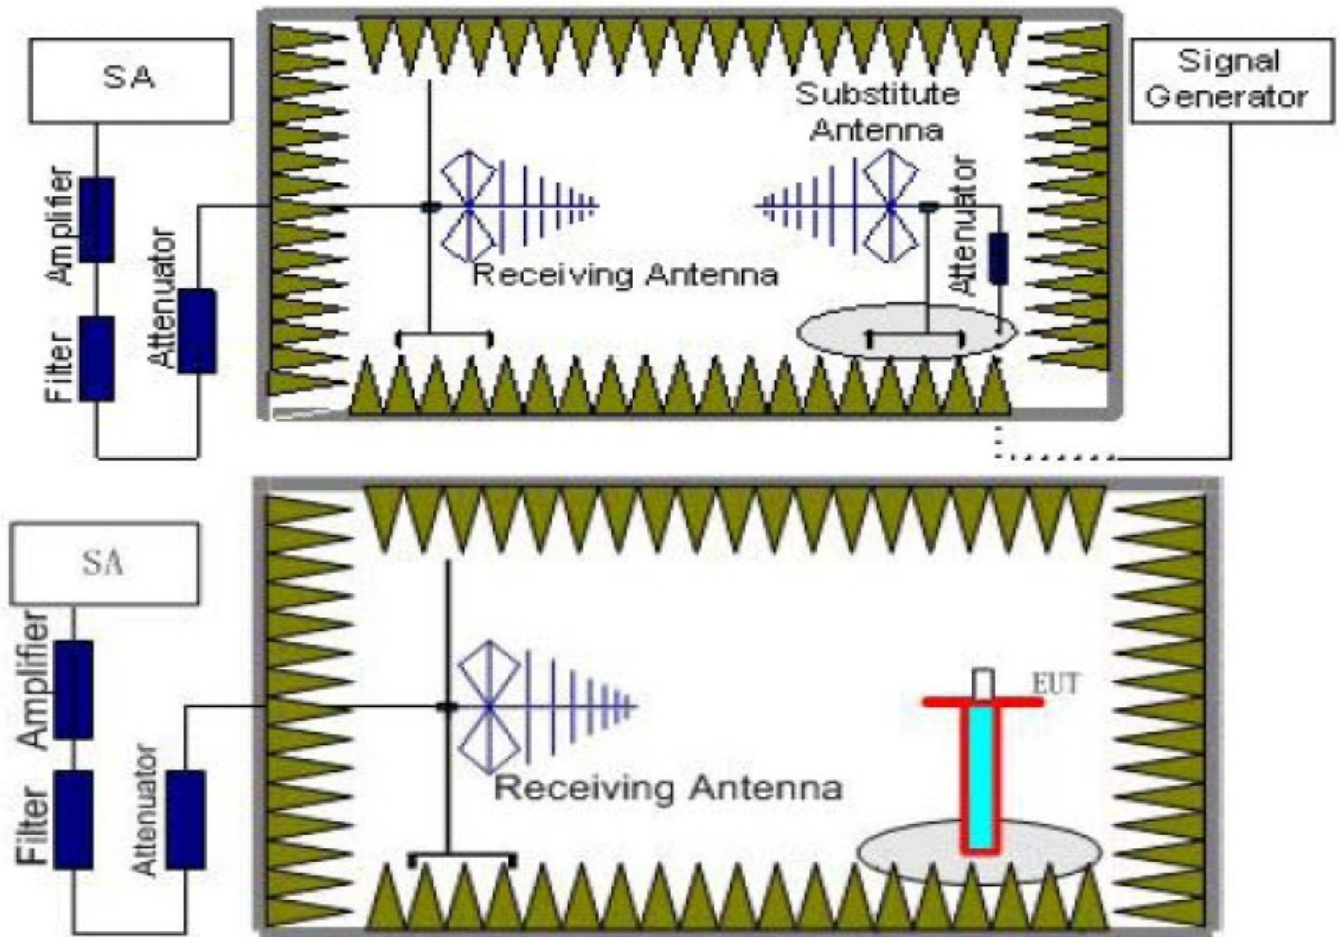 SA
Signal
Generator
Substitute
Antenna
Amplifier
Attenuator
Attenuator
Receiving Antenna
Filter
SA
Amplifier
EUT
Receiving Antenna
Filter
Attenuator